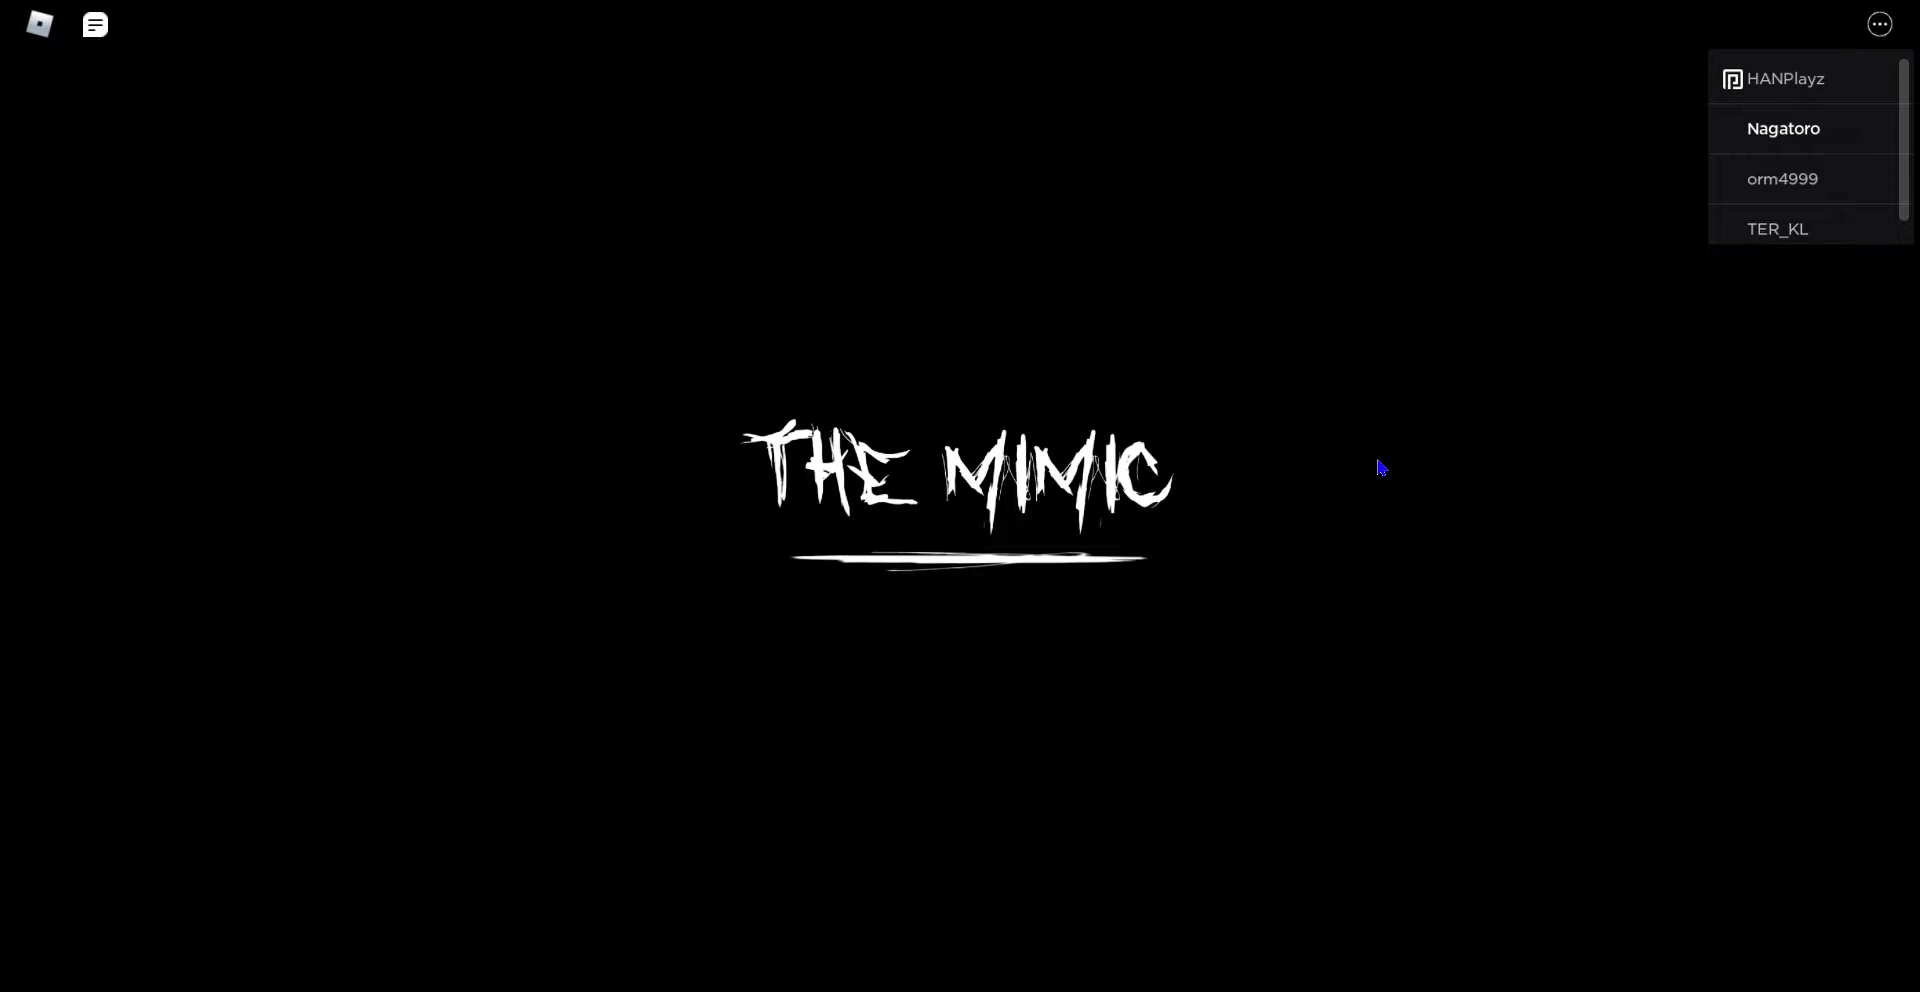 HANPlayz
Nagatoro
orm4999
TER_KL
THE MIMIC